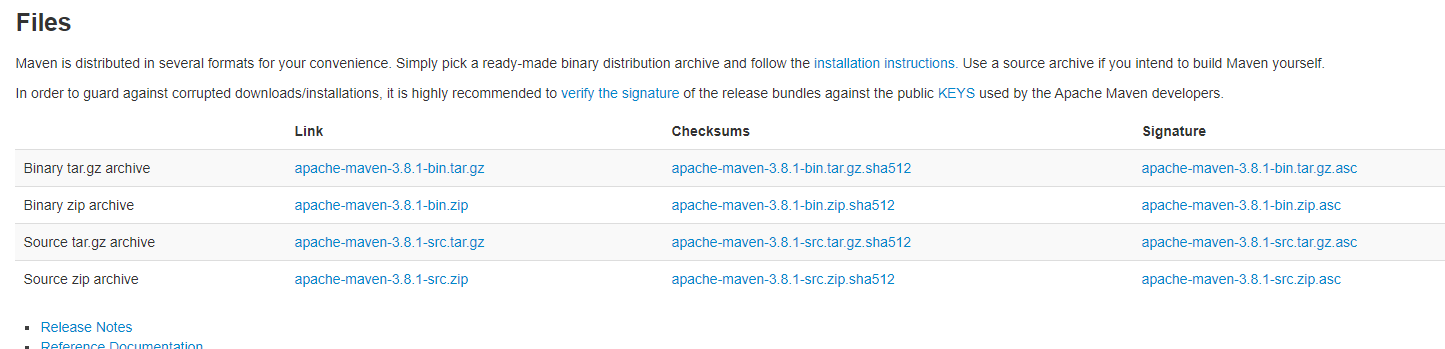 Files
Maven is distributed in several formats for your convenience. Simply pick a ready-made binary distribution archive and follow the installation instructions. Use a source archive if you intend to build Maven yourself.
In order to guard against corrupted downloads/installations, it is highly recommended to verify the signature of the release bundles against the public KEYS used by the Apache Maven developers.
Link Checksums Signature
Binary tar.gz archive apache-maven-3.8.1-bin.tar.gz apache-maven-3.8.1-bin.tar.gz.sha512 apache-maven-3.8.1-bin.tar.gz.asc
Binary zip archive apache-maven-3.8.1-bin.zip apache-maven-3.8.1-bin.zip.sha512 apache-maven-3.8.1-bin.zip.asc
Source tar.gz archive apache-maven-3.8.1-src.tar.gz apache-maven-3.8.1-src.tar.gz.sha512 apache-maven-3.8.1-src.tar.gz.asc
Source zip archive apache-maven-3.8.1-src.zip apache-maven-3.8.1-src.zip.sha512 apache-maven-3.8.1-src.zip.asc
Release Notes
Reference Documentation